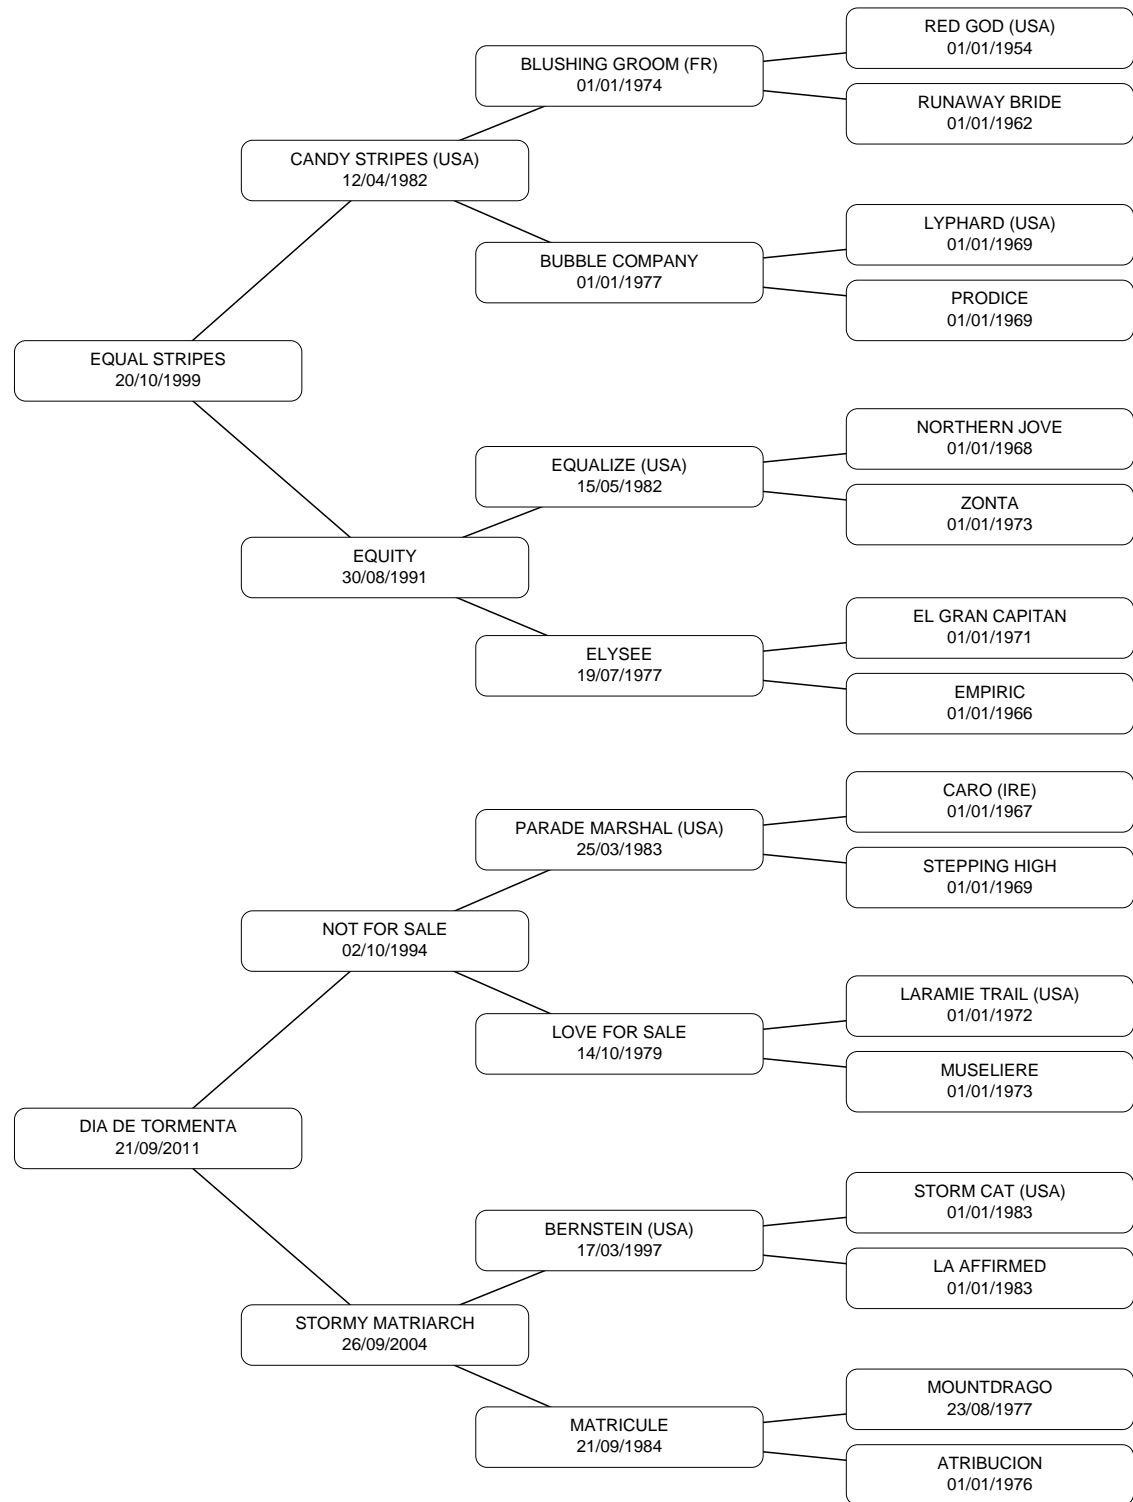 RED GOD (USA)
01/01/1954
BLUSHING GROOM (FR)
01/01/1974
RUNAWAY BRIDE
01/01/1962
CANDY STRIPES (USA)
12/04/1982
LYPHARD (USA)
01/01/1969
BUBBLE COMPANY
01/01/1977
PRODICE
01/01/1969
EQUAL STRIPES
20/10/1999
NORTHERN JOVE
01/01/1968
EQUALIZE (USA)
15/05/1982
ZONTA
01/01/1973
EQUITY
30/08/1991
EL GRAN CAPITAN
01/01/1971
ELYSEE
19/07/1977
EMPIRIC
01/01/1966
CARO (IRE)
01/01/1967
PARADE MARSHAL (USA)
25/03/1983
STEPPING HIGH
01/01/1969
NOT FOR SALE
02/10/1994
LARAMIE TRAIL (USA)
01/01/1972
LOVE FOR SALE
14/10/1979
MUSELIERE
01/01/1973
DIA DE TORMENTA
21/09/2011
STORM CAT (USA)
01/01/1983
BERNSTEIN (USA)
17/03/1997
LA AFFIRMED
01/01/1983
STORMY MATRIARCH
26/09/2004
MOUNTDRAGO
23/08/1977
MATRICULE
21/09/1984
ATRIBUCION
01/01/1976